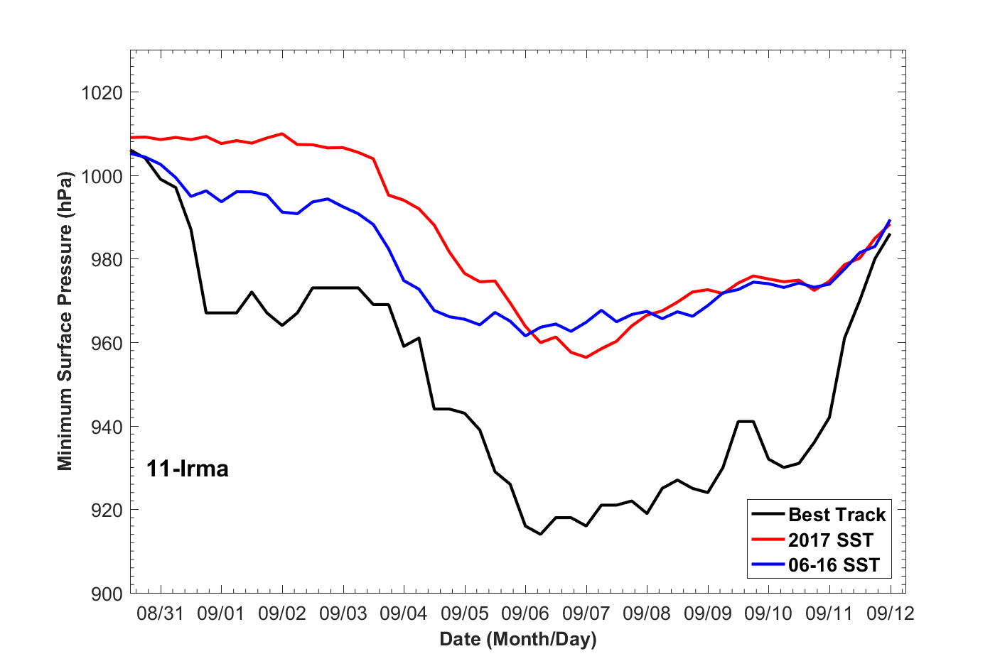 1020
1000
980
960
940
920
900
Minimum Surface Pressure (hPa)
11-Irma
Best Track
2017 SST
06-16 SST
08/31 09/01 09/02 09/03 09/04 09/05 09/06 09/07 09/08 09/09 09/10 09/11 09/12
Date (Month/Day)